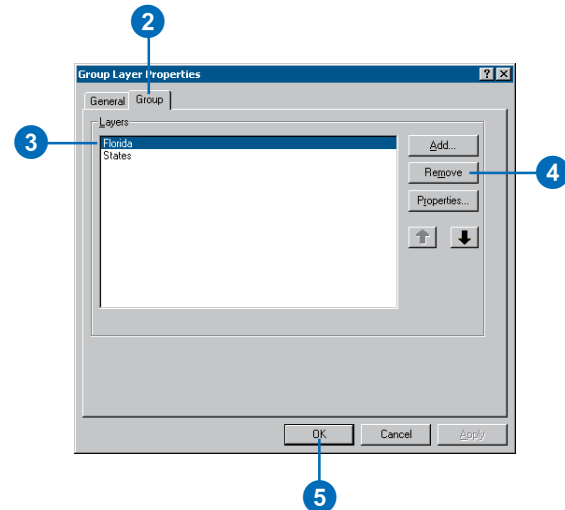 2
Group Layer Properties
General Group
Layers
3
Florida
States
Add...
Remove
4
Properties...
OK
Cancel
Apply
5